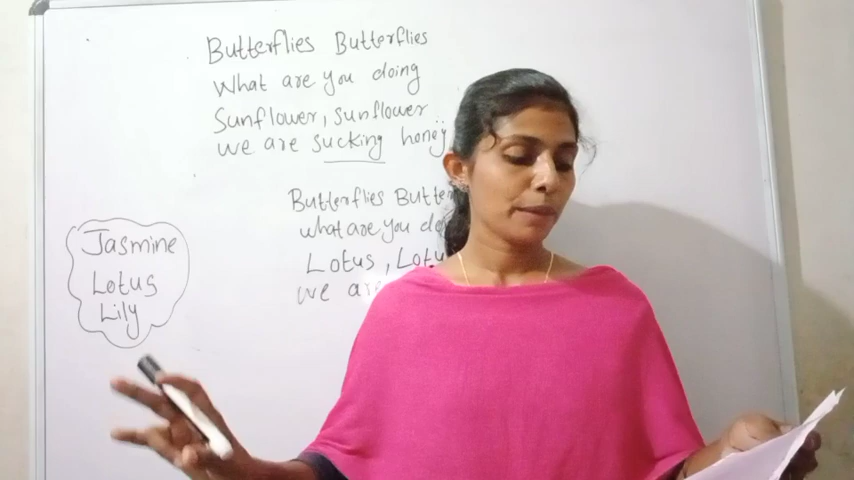 Butterflies Butterflies
What are you doing
Sunflower, sunflower
we are sucking honey
Butterflies
what are you
Lotus,
we are
Jasmine
Lotus
Lily